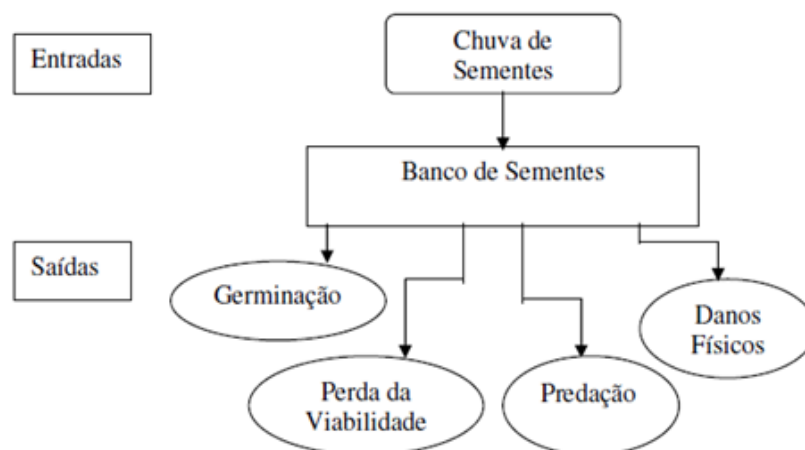 Entradas
Chuva de
Sementes
Banco de Sementes
Saídas
Germinação
Danos
Físicos
Perda da
Viabilidade
Predação